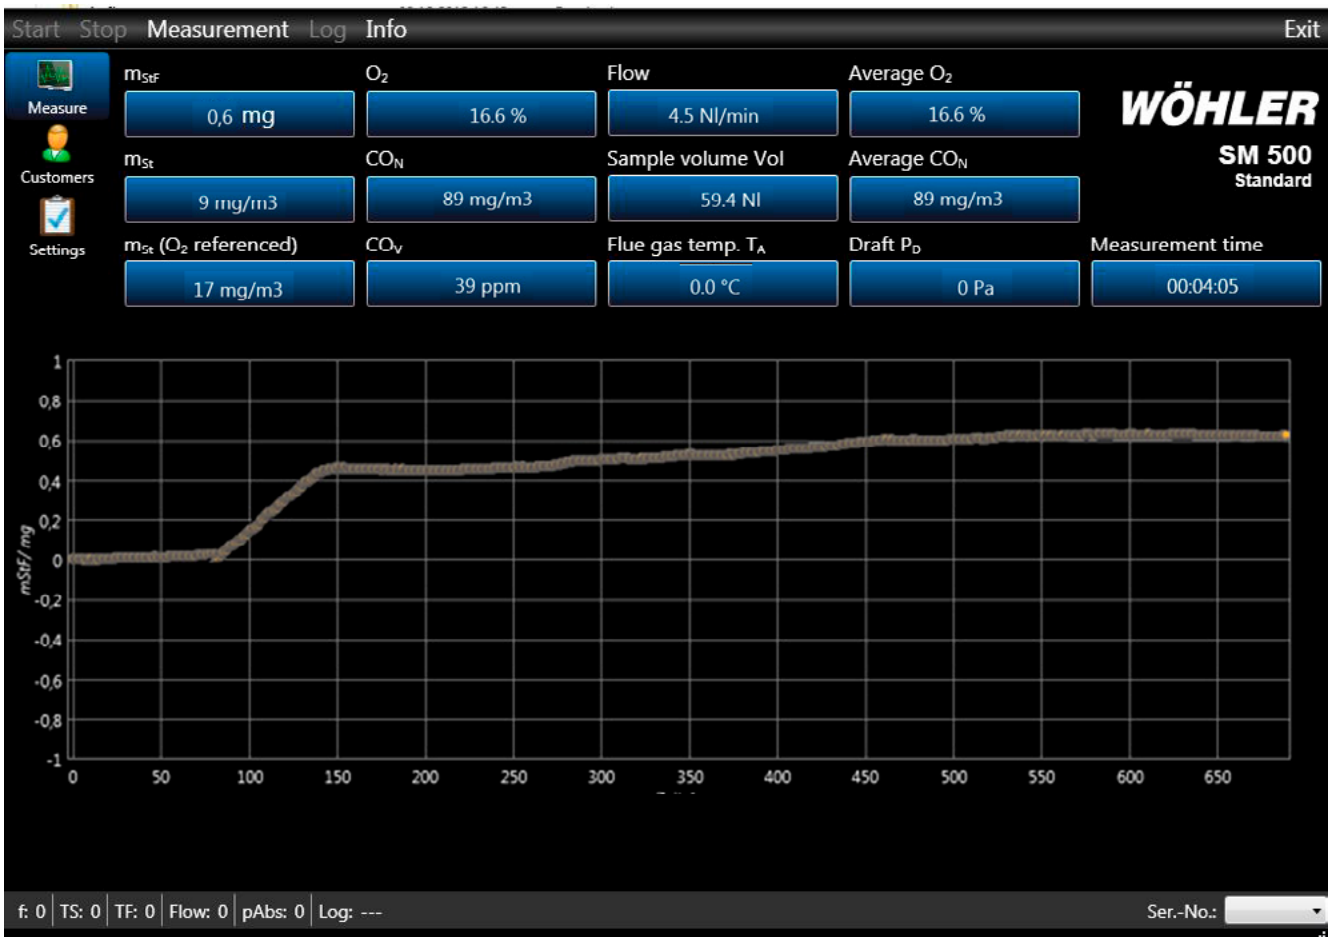 Start Stop Measurement Log Info Exit
mStF O₂ Flow Average O₂
Measure
0,6 mg 16.6 % 4.5 Nl/min 16.6 %
WÖHLER
SM 500
Standard
mSt CON Sample volume Vol Average CON
Customers
9 mg/m3 89 mg/m3 59.4 Nl 89 mg/m3
Settings
mSt (O₂ referenced) COV Flue gas temp. TA Draft PD Measurement time
17 mg/m3 39 ppm 0.0 °C 0 Pa 00:04:05
1
0,8
0,6
0,4
0,2
0
-0,2
-0,4
-0,6
-0,8
-1
mStF/ mg
0 50 100 150 200 250 300 350 400 450 500 550 600 650
f: 0 TS: 0 TF: 0 Flow: 0 pAbs: 0 Log: --- Ser.-No.: